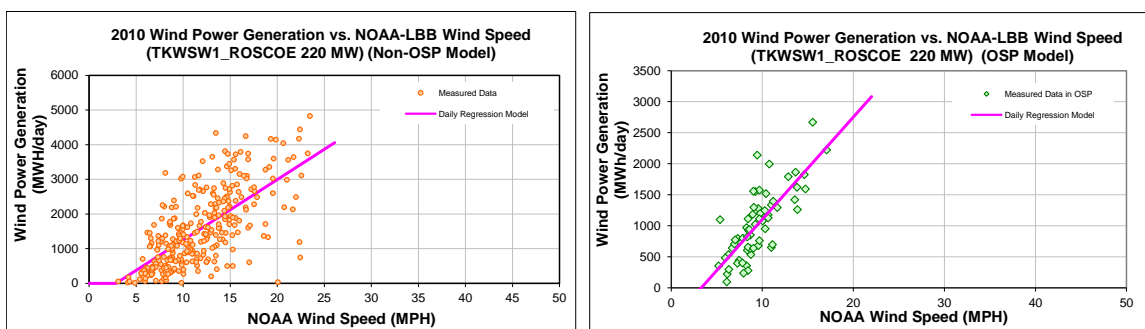 2010 Wind Power Generation vs. NOAA-LBB Wind Speed
(TKWSW1_ROSCOE 220 MW) (Non-OSP Model)
Wind Power Generation
(MWH/day)
6000
5000
4000
3000
2000
1000
0
Measured Data
Daily Regression Model
0 5 10 15 20 25 30 35 40 45 50
NOAA Wind Speed (MPH)
2010 Wind Power Generation vs. NOAA-LBB Wind Speed
(TKWSW1_ROSCOE 220 MW) (OSP Model)
Wind Power Generation
(MWh/day)
3500
3000
2500
2000
1500
1000
500
0
Measured Data in OSP
Daily Regression Model
0 10 20 30 40 50
NOAA Wind Speed (MPH)